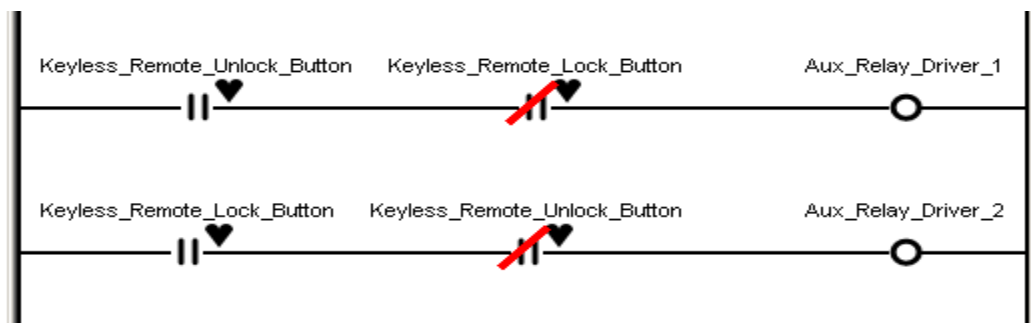 Keyless_Remote_Unlock_Button Keyless_Remote_Lock_Button Aux_Relay_Driver_1
Keyless_Remote_Lock_Button Keyless_Remote_Unlock_Button Aux_Relay_Driver_2